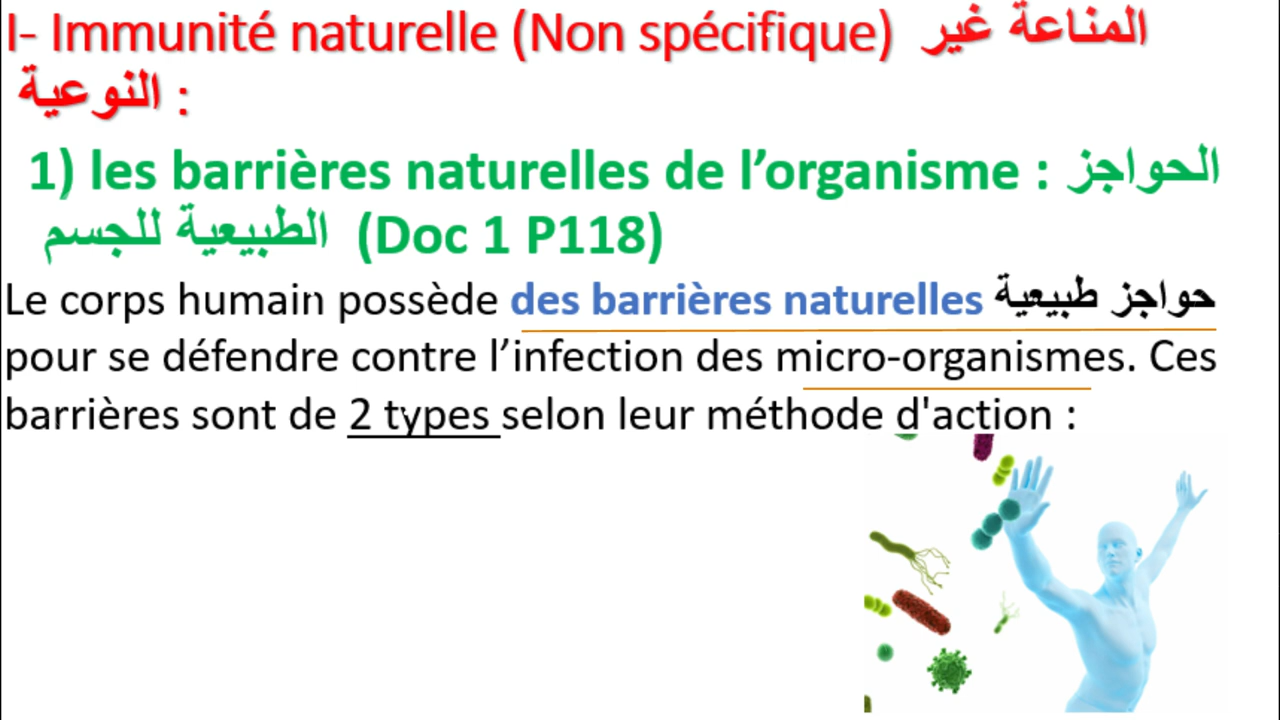 I- Immunité naturelle (Non spécifique) المناعة غير
النوعية :
1) les barrières naturelles de l’organisme : الحواجز
الطبيعية للجسم (Doc 1 P118)
Le corps humain possède des barrières naturelles حواجز طبيعية
pour se défendre contre l’infection des micro-organismes. Ces
barrières sont de 2 types selon leur méthode d'action :